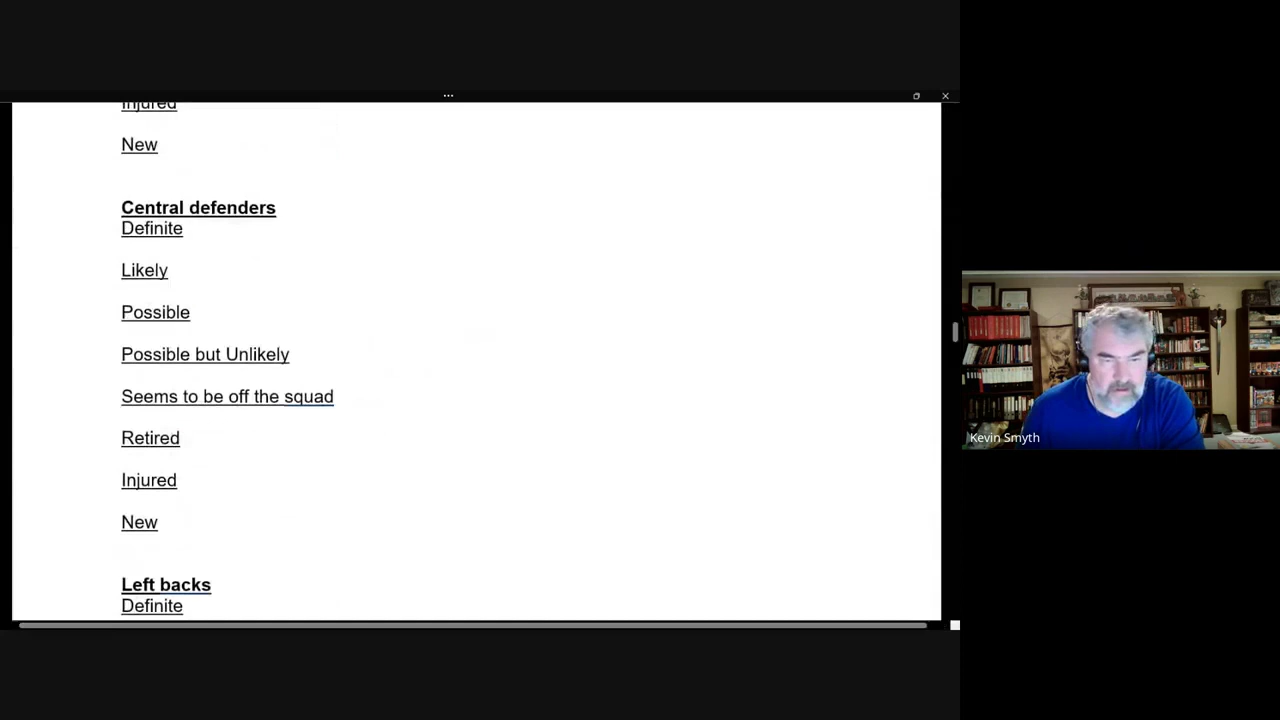 Injured
New
Central defenders
Definite
Likely
Possible
Possible but Unlikely
Seems to be off the squad
Retired
Injured
New
Left backs
Definite
Kevin Smyth